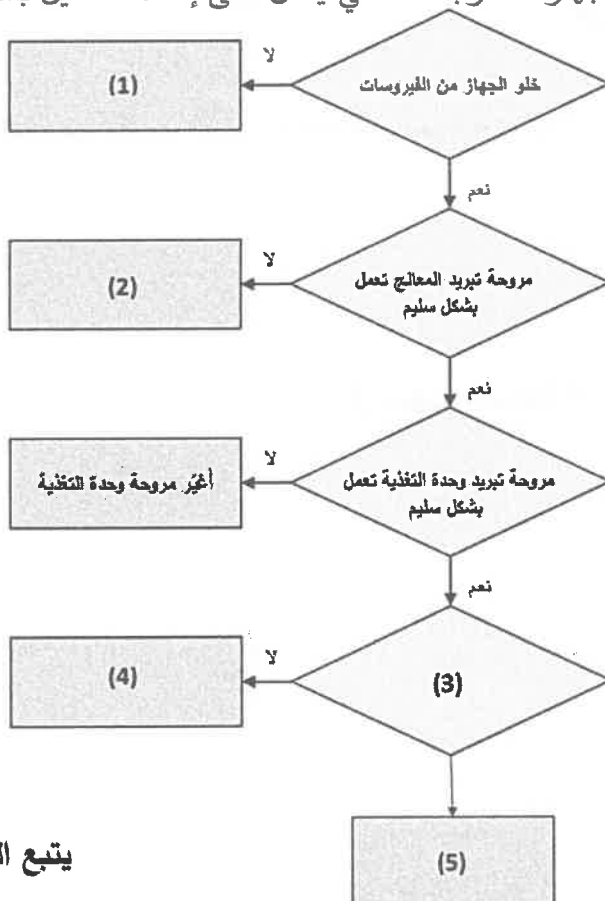 خلو الجهاز من الفيروسات
لا
(1)
نعم
مروحة تبريد المعالج تعمل
بشكل سليم
لا
(2)
نعم
مروحة تبريد وحدة التغذية تعمل
بشكل سليم
لا
أغيّر مروحة وحدة التغذية
نعم
(3)
لا
(4)
(5)
يتبع